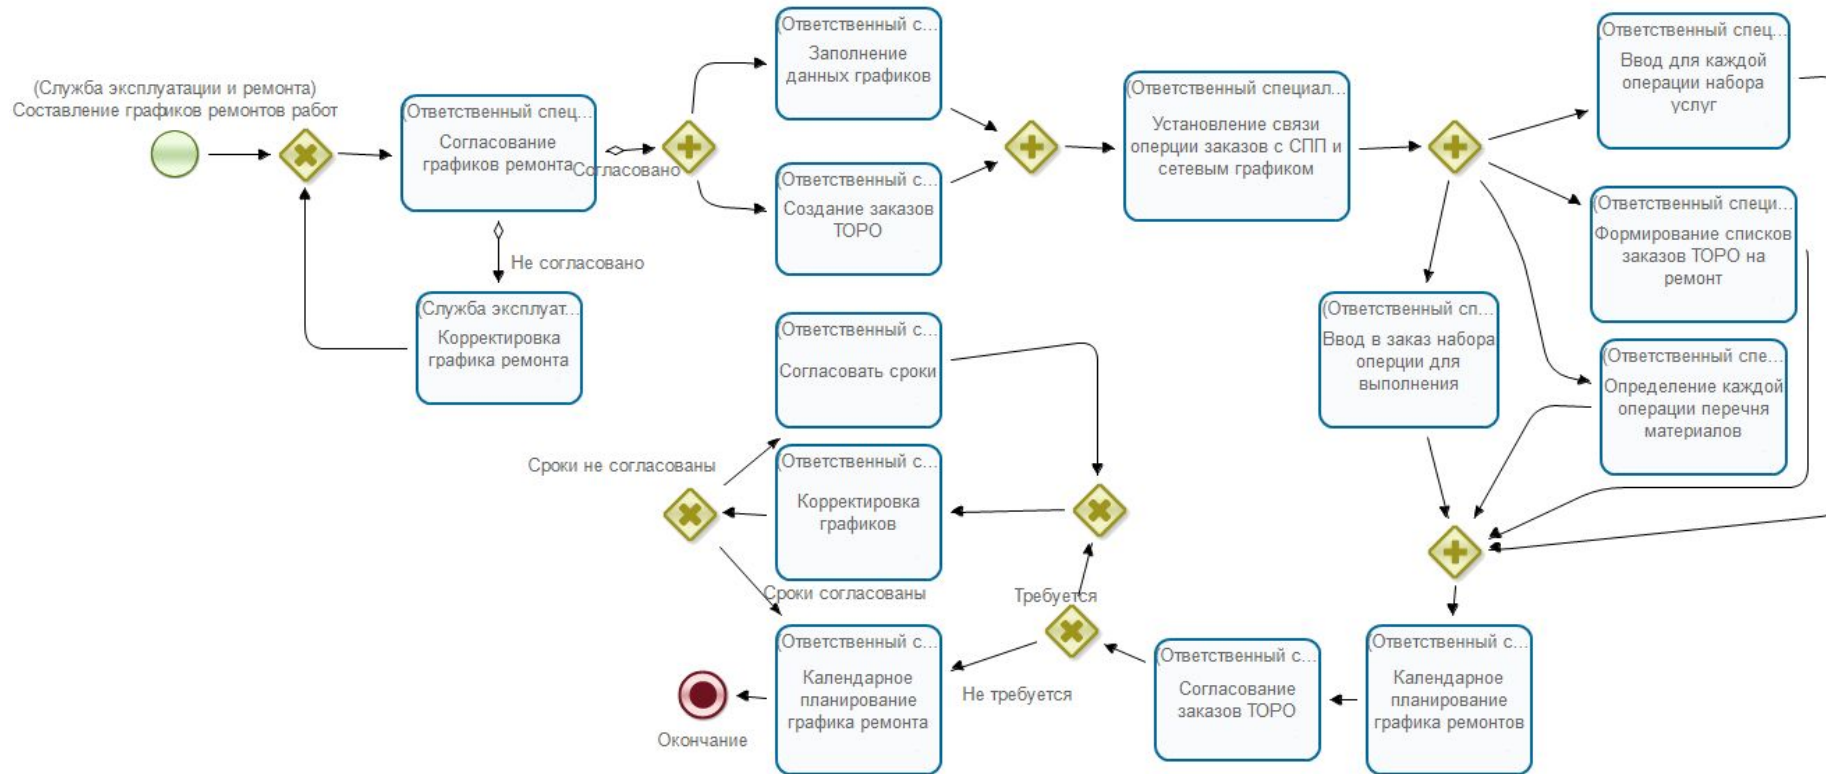 (Служба эксплуатации и ремонта)
Составление графиков ремонтов работ
(Ответственный спец...
Согласование
графиков ремонта
Согласовано
Не согласовано
(Служба эксплуат...
Корректировка
графика ремонта
(Ответственный с...
Заполнение
данных графиков
(Ответственный с...
Создание заказов
ТОРО
(Ответственный специал...
Установление связи
оперции заказов с СПП и
сетевым графиком
(Ответственный спец...
Ввод для каждой
операции набора
услуг
(Ответственный специ...
Формирование списков
заказов ТОРО на
ремонт
(Ответственный сп...
Ввод в заказ набора
оперции для
выполнения
(Ответственный спе...
Определение каждой
операции перечня
материалов
(Ответственный с...
Согласовать сроки
Сроки не согласованы
(Ответственный с...
Корректировка
графиков
Сроки согласованы
Требуется
Не требуется
(Ответственный с...
Календарное
планирование
графика ремонта
Окончание
(Ответственный с...
Согласование
заказов ТОРО
(Ответственный с...
Календарное
планирование
графика ремонтов